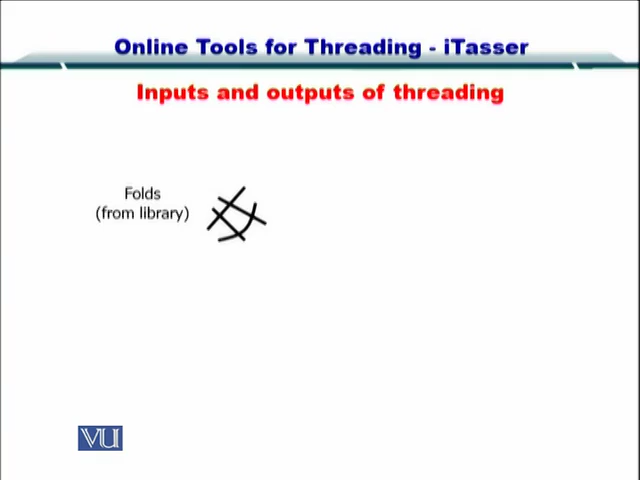 Online Tools for Threading - iTasser
Inputs and outputs of threading
Folds
(from library)
VU